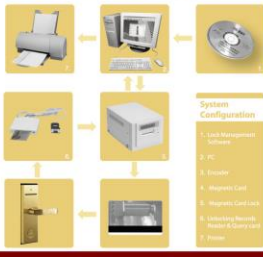 System
Configuration
1. Lock Management
Software
2. PC
3. Encoder
4. Magnetic Card
5. Magnetic Card Lock
6. Unlocking Records
Reader & Query card
7. Printer